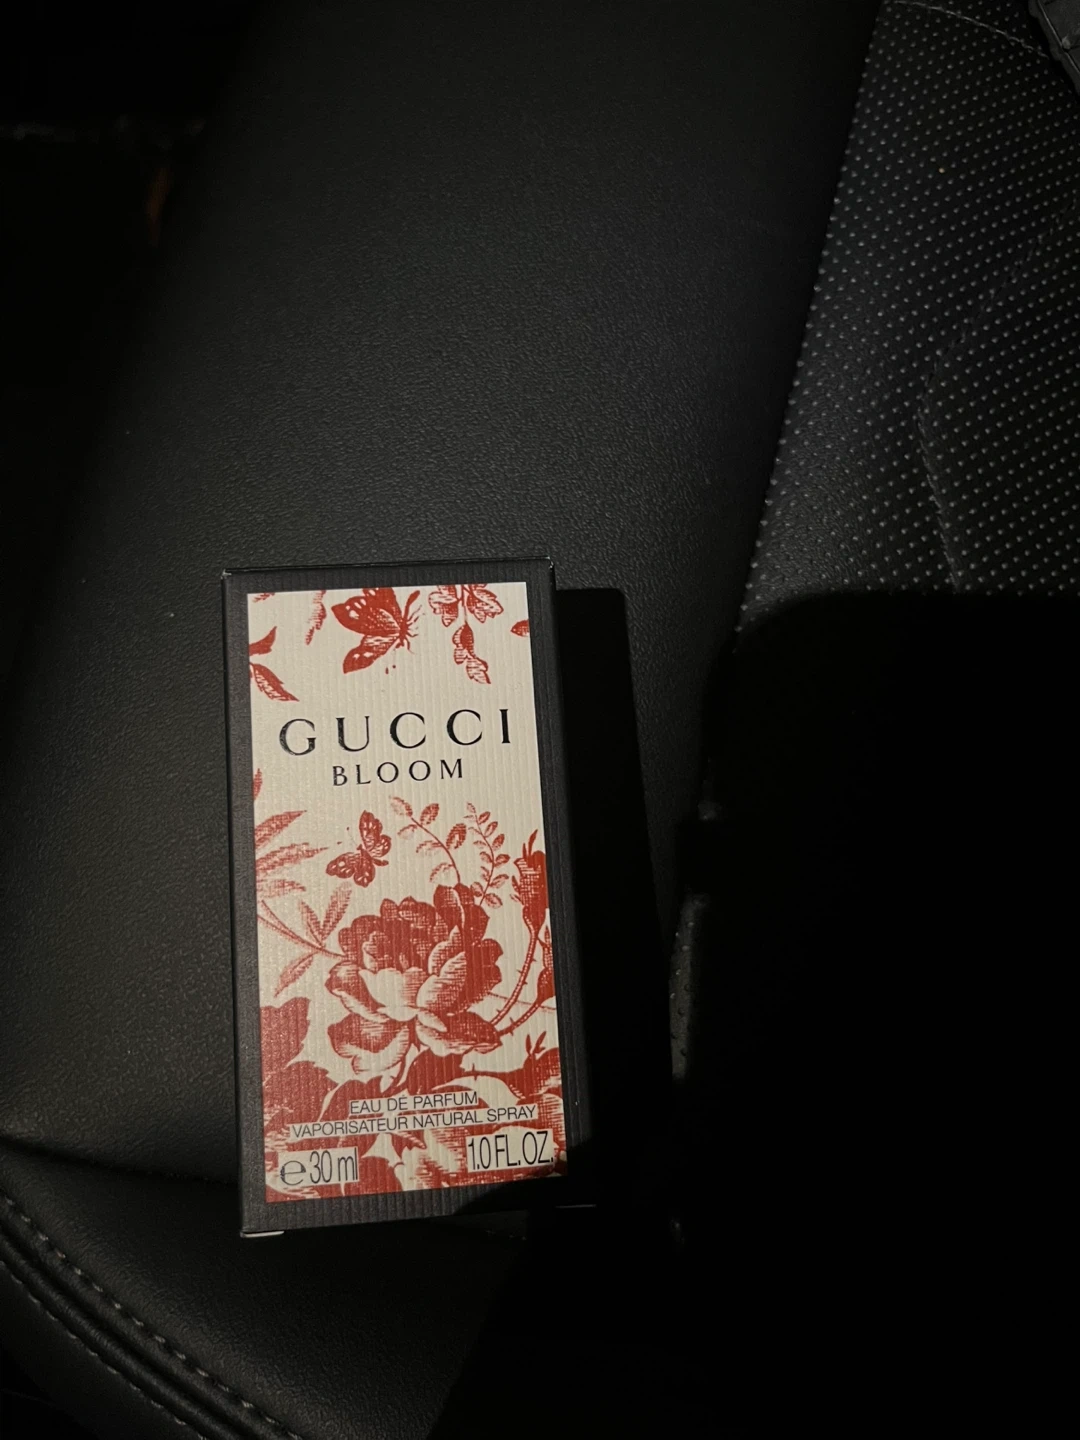 GUCCI
BLOOM
EAU DE PARFUM
VAPORISATEUR NATURAL SPRAY
℮30 ml 1.0 FL. OZ.